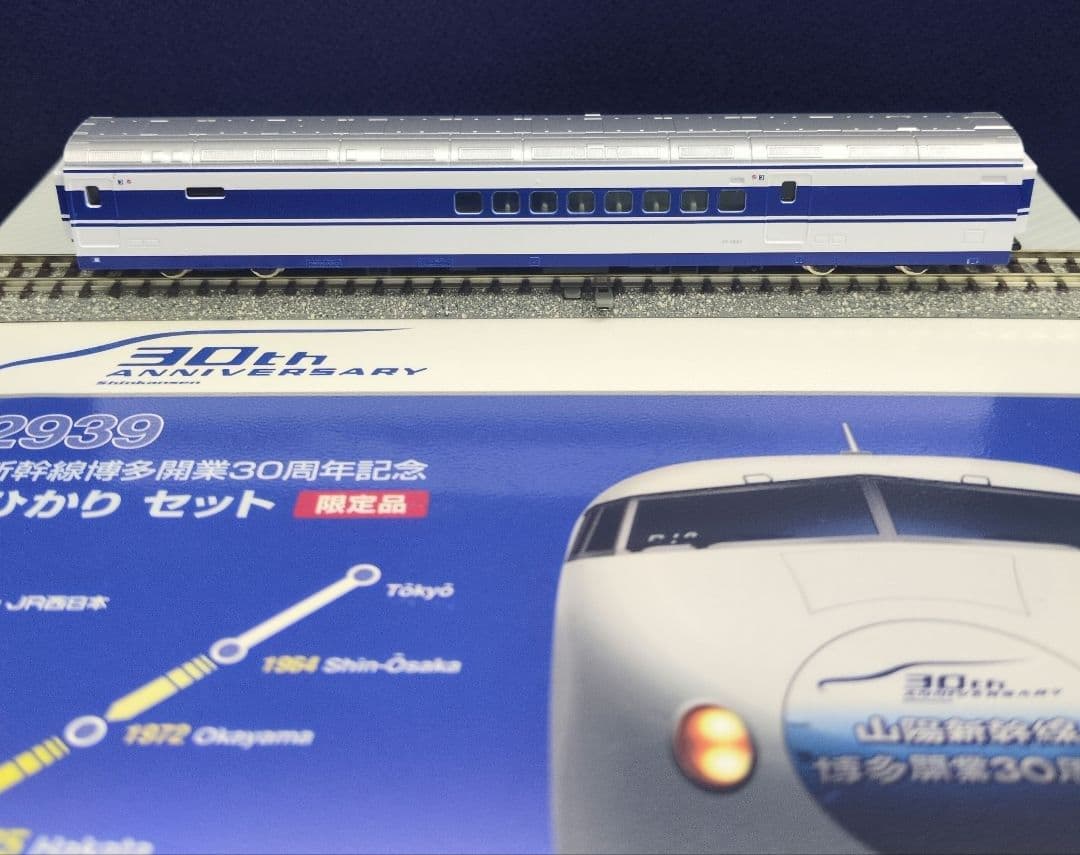 30th
ANNIVERSARY
Shinkansen
2939
新幹線博多開業30周年記念
ひかり セット 限定品
JR西日本
Tōkyō
1964 Shin-Ōsaka
1972 Okayama
5 Hakata
30th
ANNIVERSARY
山陽新幹線
博多開業30周